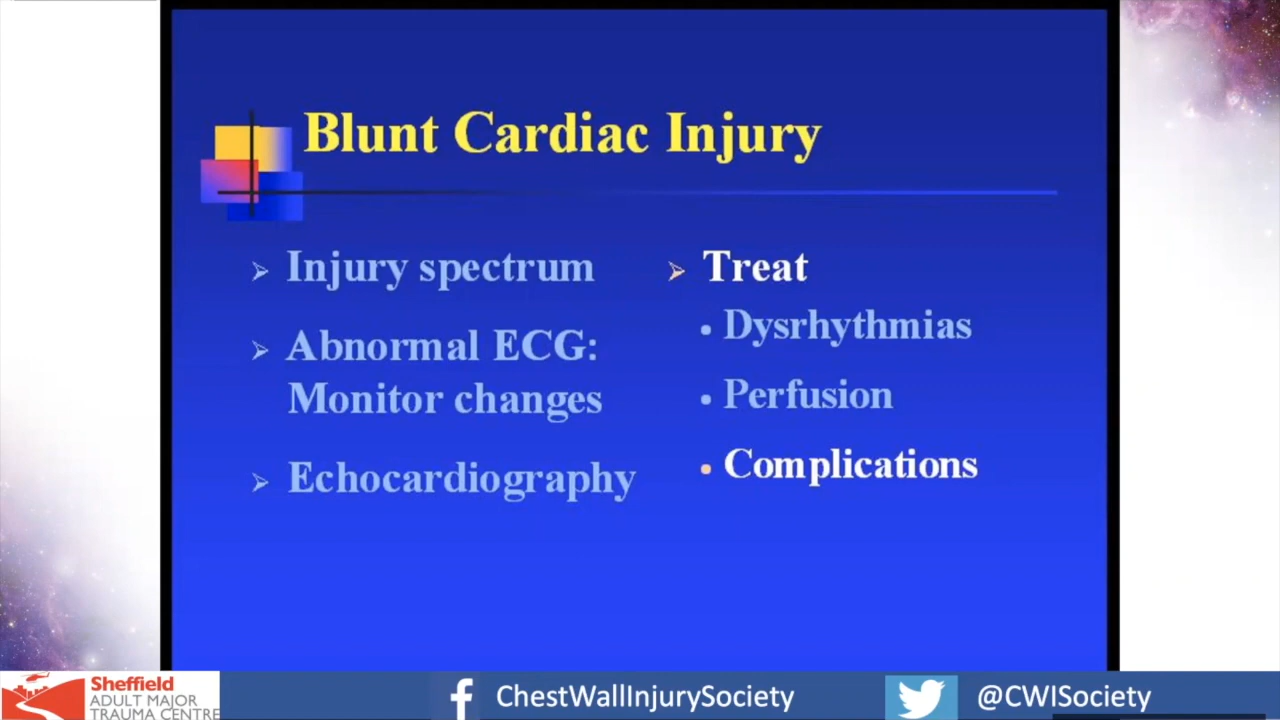 Blunt Cardiac Injury
Injury spectrum
Abnormal ECG:
Monitor changes
Echocardiography
Treat
Dysrhythmias
Perfusion
Complications
Sheffield
ADULT MAJOR
TRAUMA CENTRE
ChestWallInjurySociety
@CWISociety